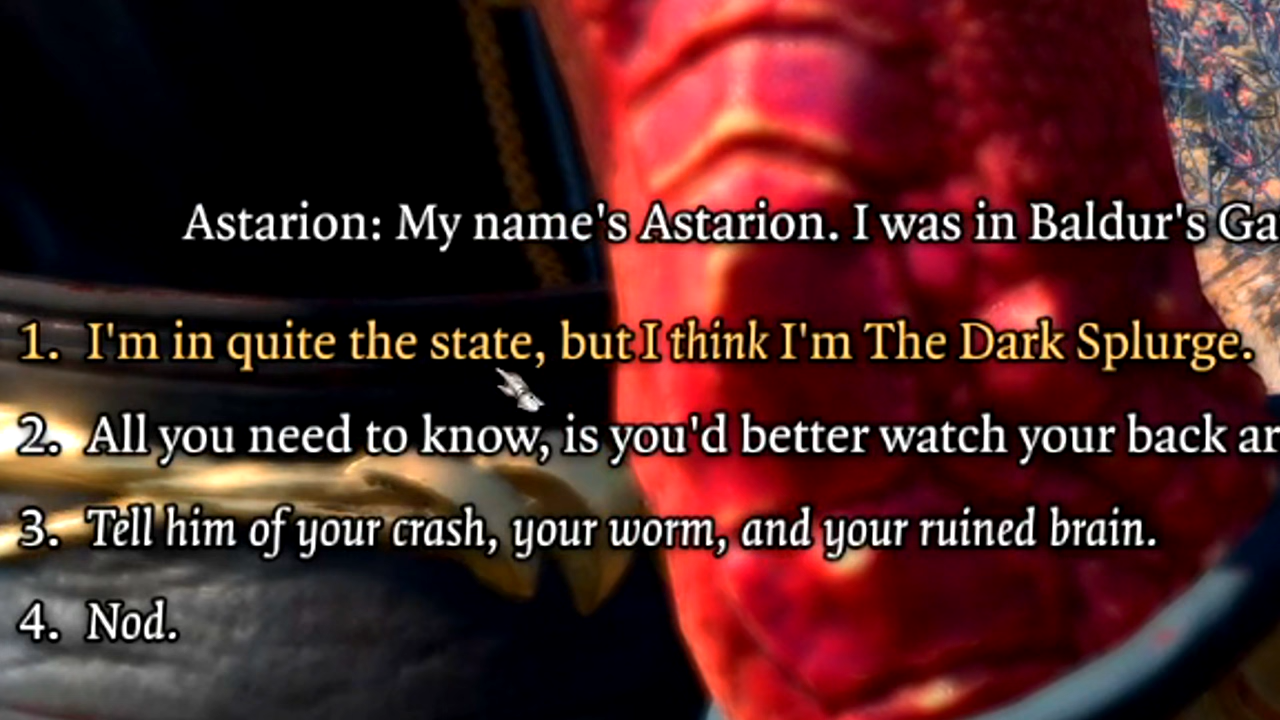 Astarion: My name's Astarion. I was in Baldur's Ga
1. I'm in quite the state, but I think I'm The Dark Splurge.
2. All you need to know, is you'd better watch your back ar
3. Tell him of your crash, your worm, and your ruined brain.
4. Nod.